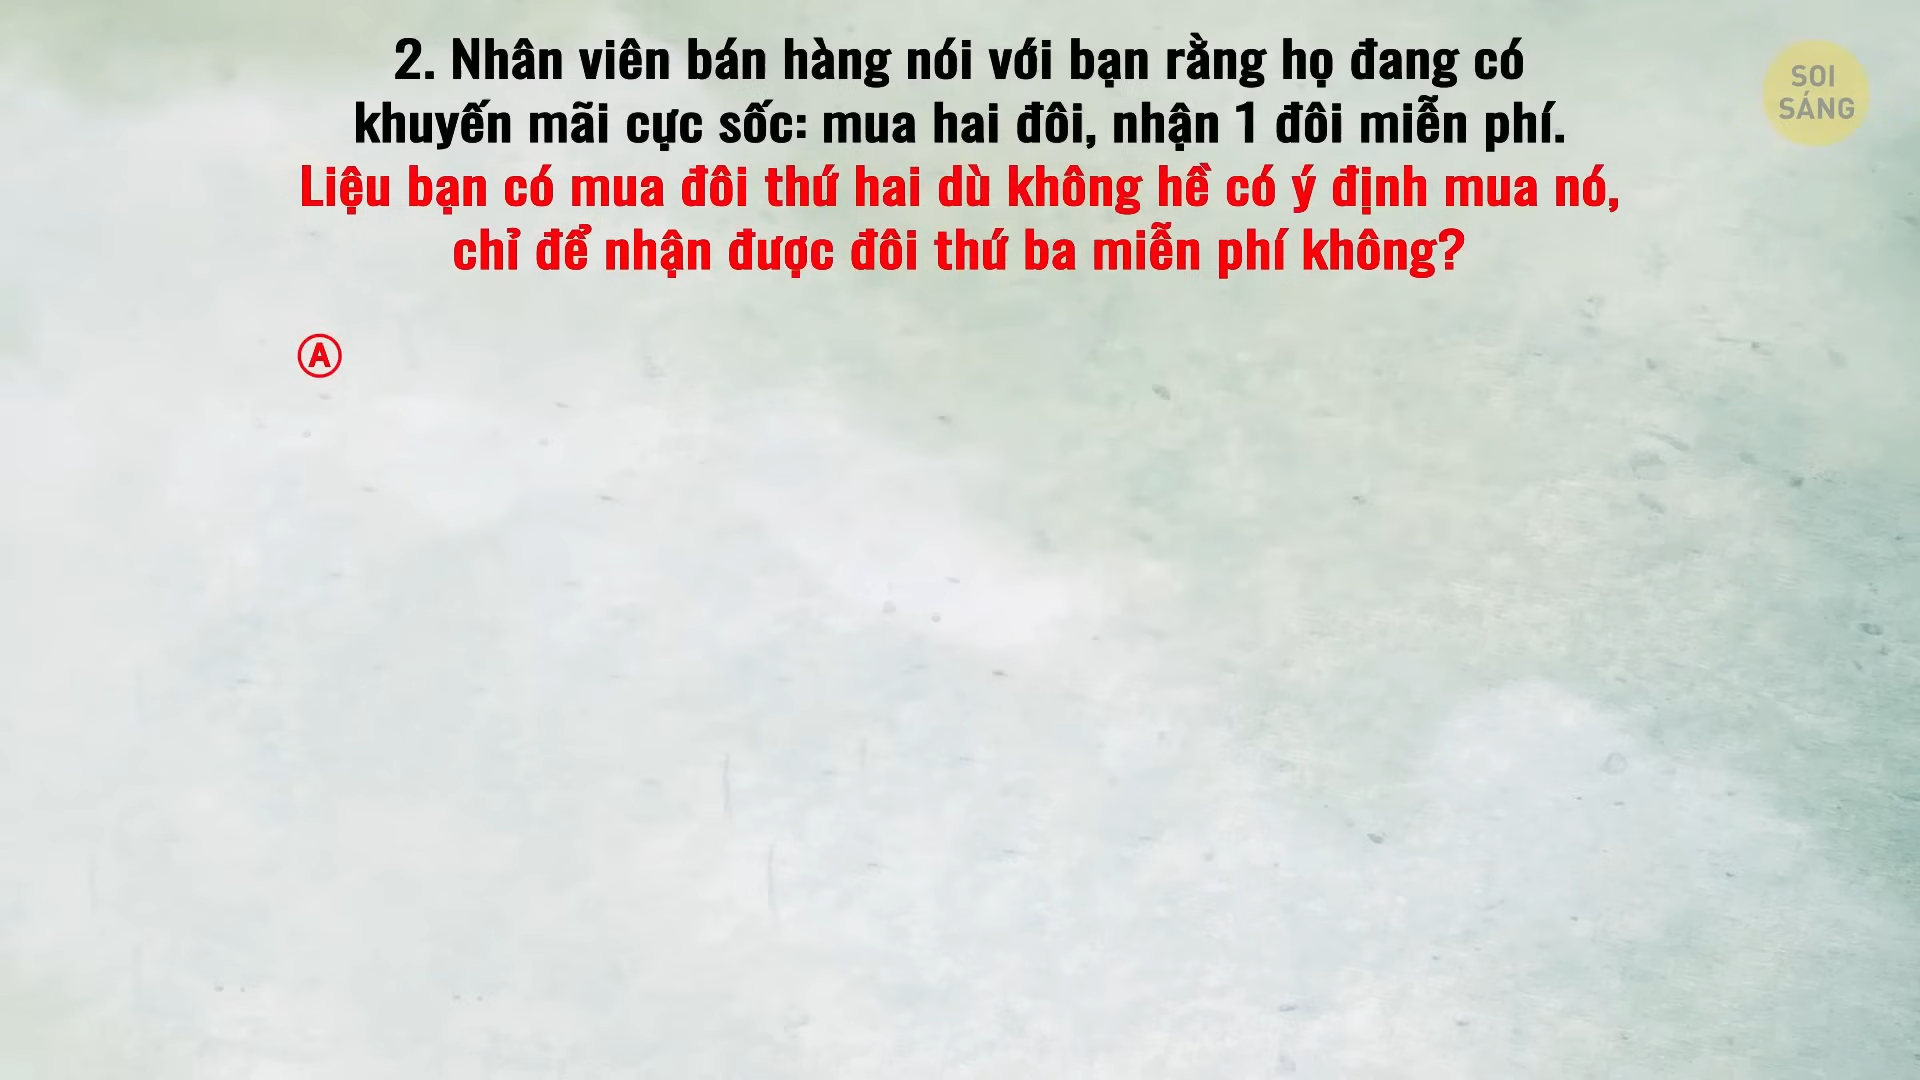 2. Nhân viên bán hàng nói với bạn rằng họ đang có
khuyến mãi cực sốc: mua hai đôi, nhận 1 đôi miễn phí.
Liệu bạn có mua đôi thứ hai dù không hề có ý định mua nó,
chỉ để nhận được đôi thứ ba miễn phí không?
SOI
SÁNG
A